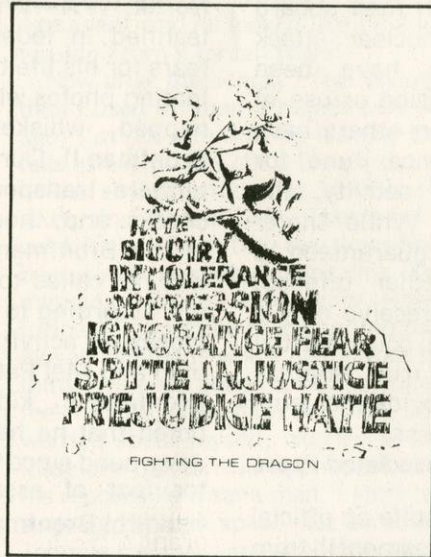 HATE
BIGOTRY
INTOLERANCE
OPPRESSION
IGNORANCE FEAR
SPITE INJUSTICE
PREJUDICE HATE
FIGHTING THE DRAGON